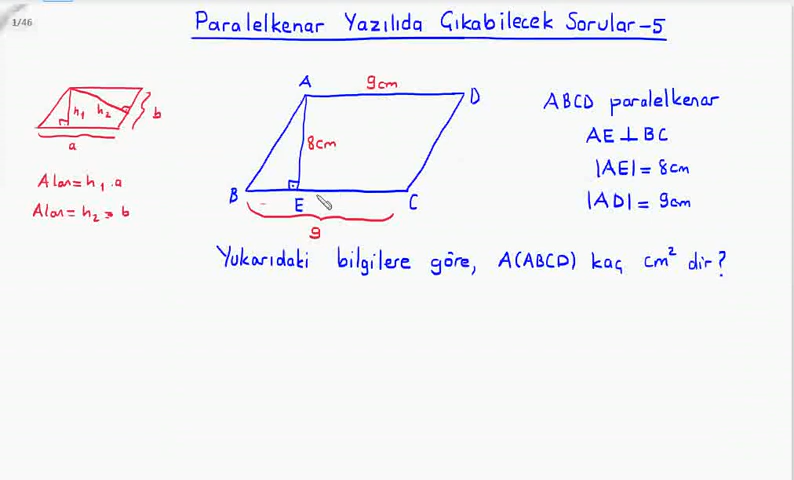 1/46
Paralelkenar Yazılıda Çıkabilecek Sorular-5
h₁ h₂ b
a
Alan = h₁ . a
Alan = h₂ . b
A 9cm D
8cm
B E C
9
ABCD paralelkenar
AE ⊥ BC
|AE| = 8cm
|AD| = 9cm
Yukarıdaki bilgilere göre, A(ABCD) kaç cm² dir?